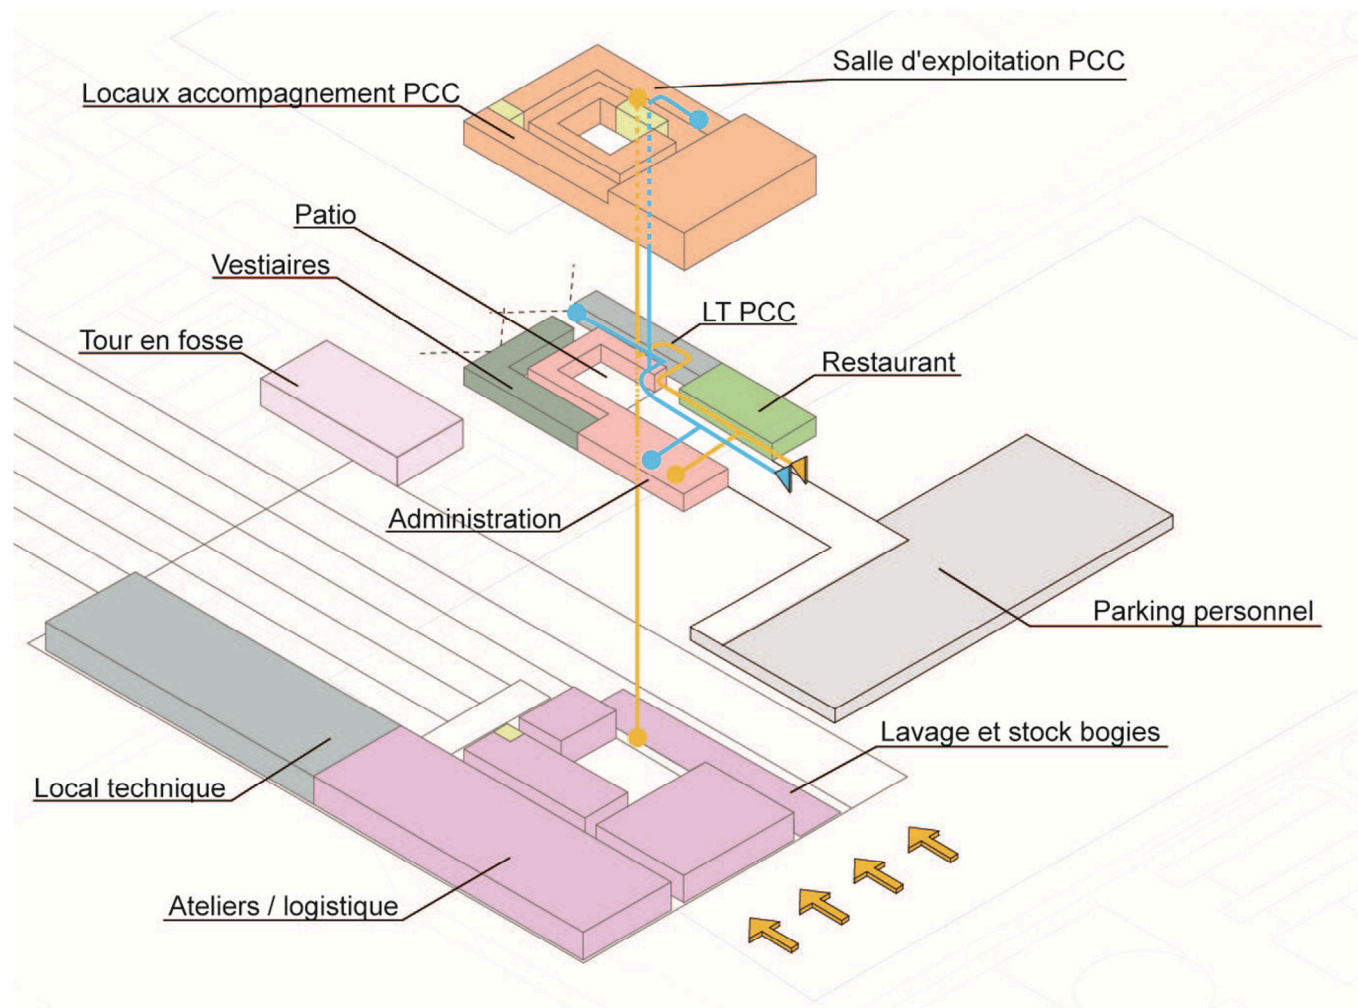 Salle d'exploitation PCC
Locaux accompagnement PCC
Patio
Vestiaires
LT PCC
Tour en fosse
Restaurant
Administration
Parking personnel
Lavage et stock bogies
Local technique
Ateliers / logistique